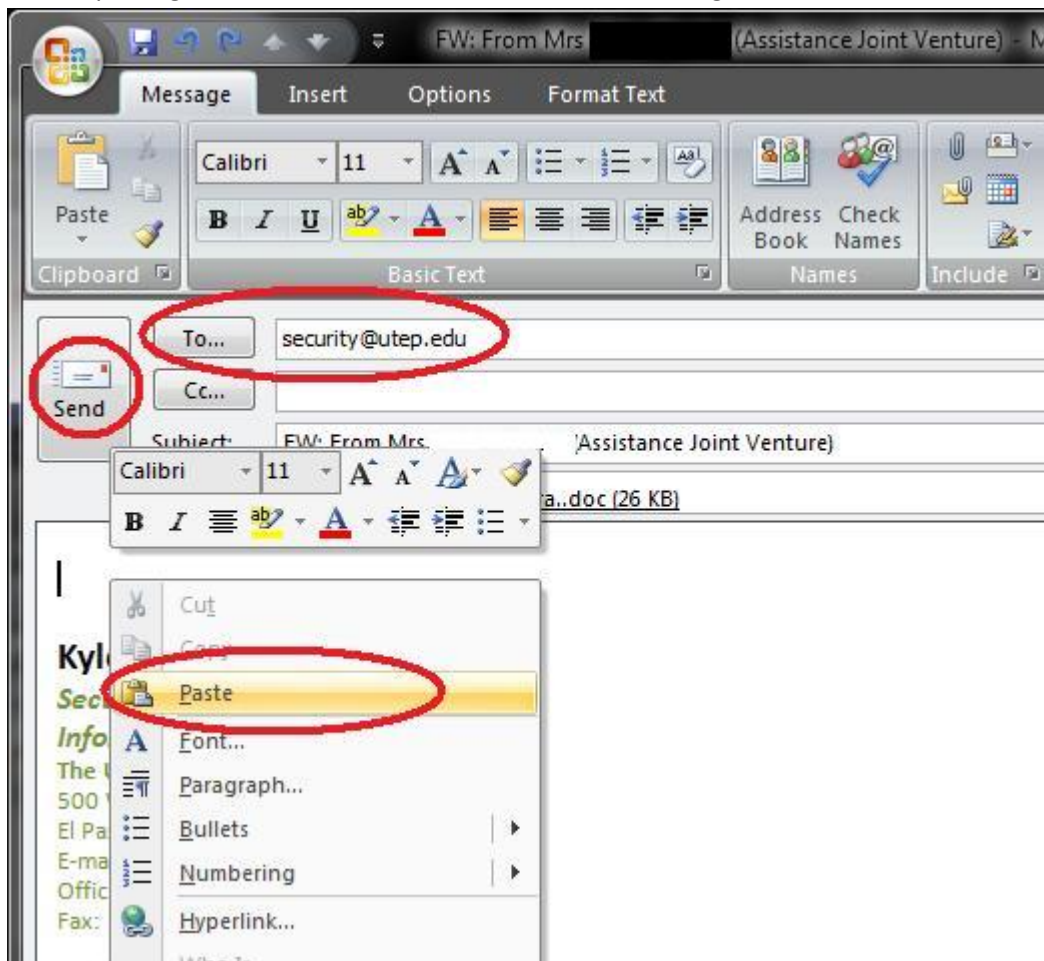 FW: From Mrs (Assistance Joint Venture) - M
Message Insert Options Format Text
Calibri 11 A A
Paste B I U ab A Address Book Check Names
Clipboard Basic Text Names Include
To... security@utep.edu
Send Cc...
Subject: FW: From Mrs. (Assistance Joint Venture)
Calibri 11 A A A
a..doc (26 KB)
B I ab A
Cut
Copy
Kyl
Paste
Sec
Info A Font...
The
Paragraph...
500
El Pa Bullets
E-ma
Numbering
Offic
Fax: Hyperlink...